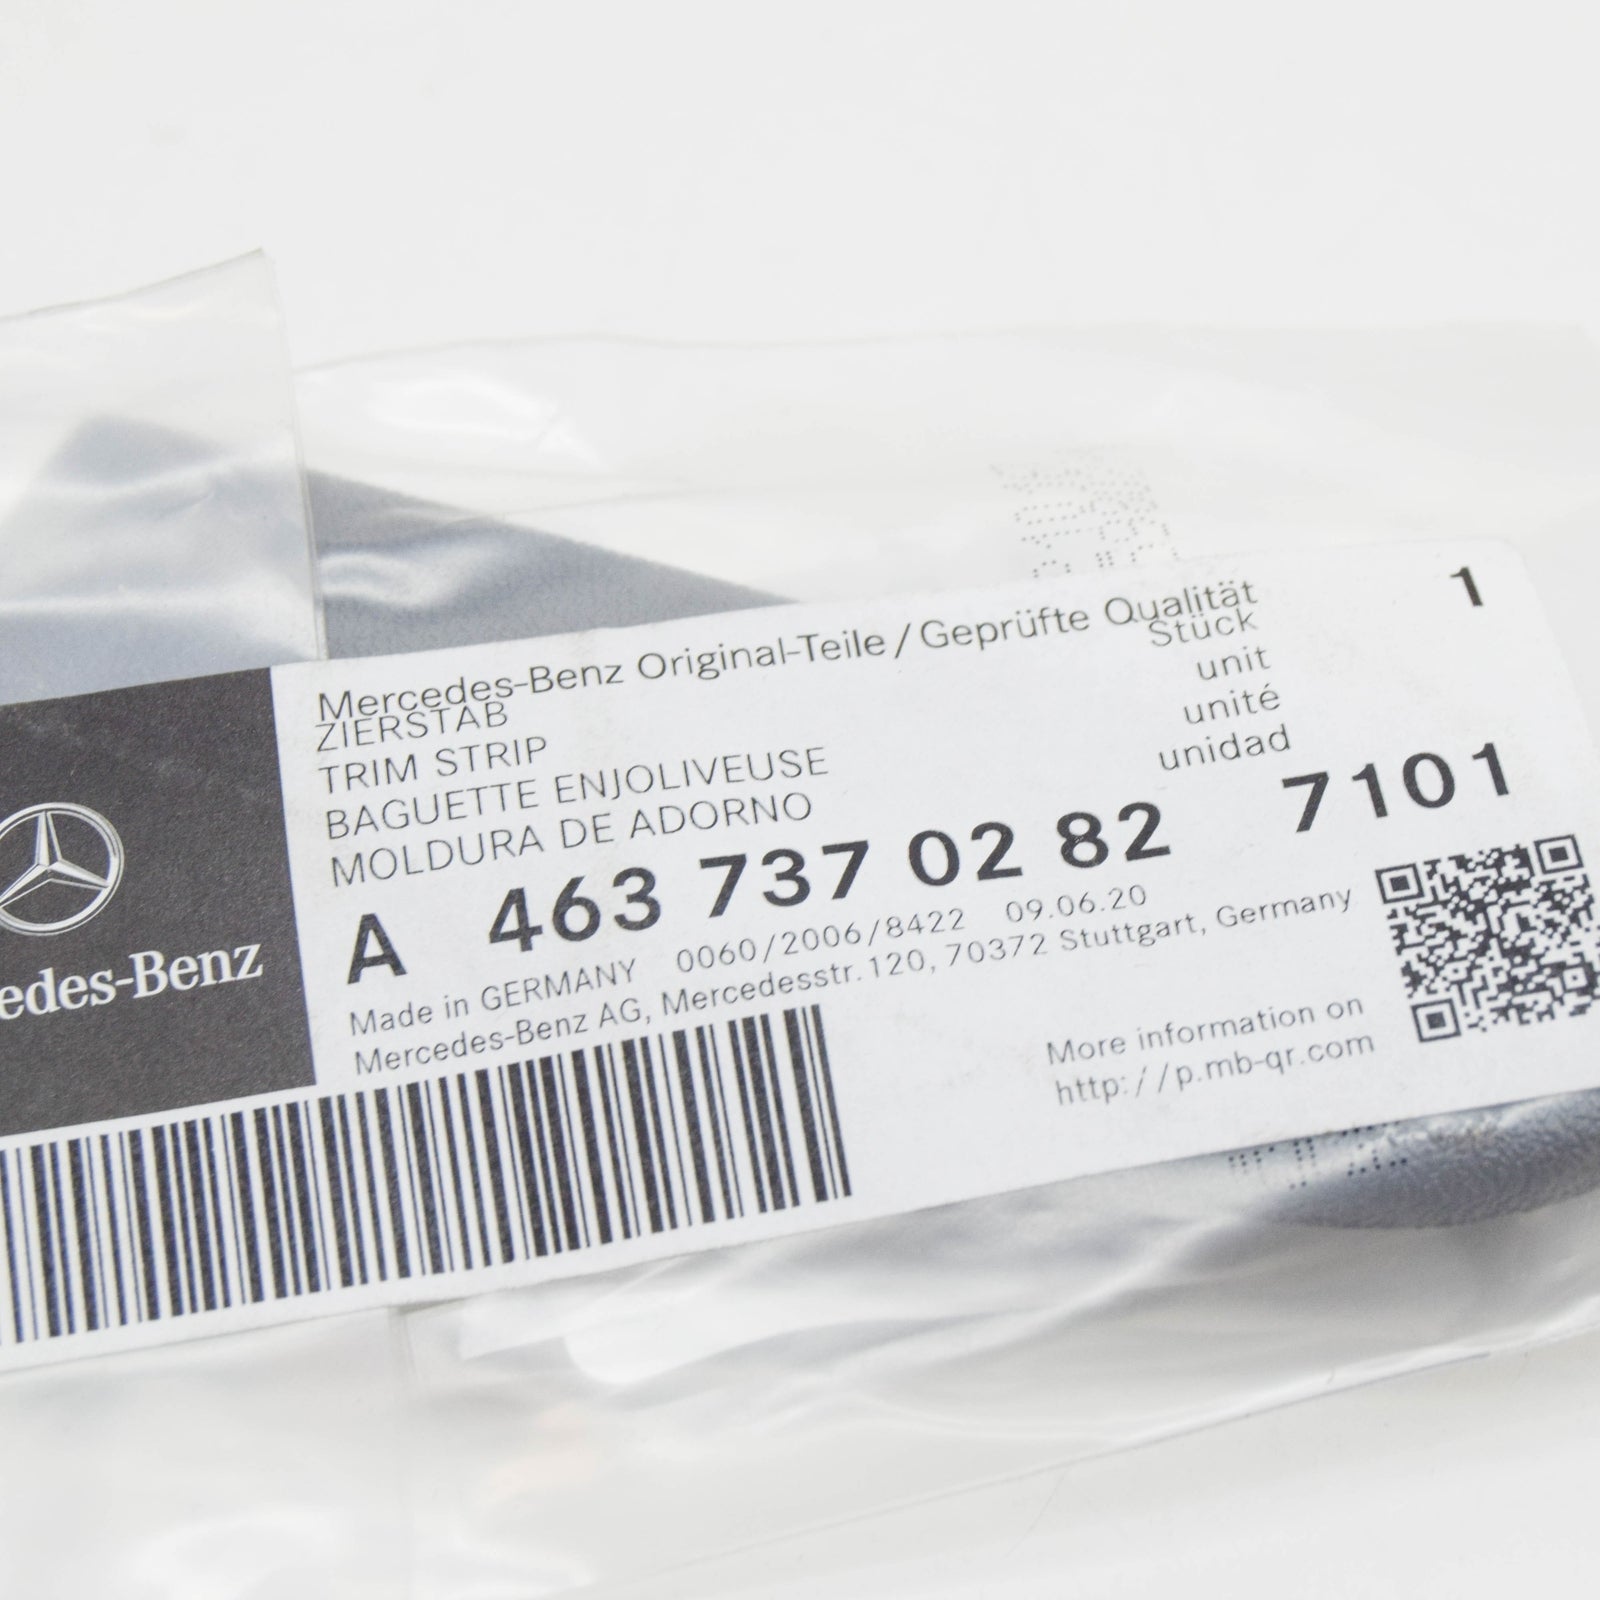 Mercedes-Benz Original-Teile / Geprüfte Qualität
ZIERSTAB
TRIM STRIP
BAGUETTE ENJOLIVEUSE
MOLDURA DE ADORNO
Stück 1
unit
unité
unidad
A 463 737 02 82 7101
Made in GERMANY 0060/2006/8422 09.06.20
Mercedes-Benz AG, Mercedesstr. 120, 70372 Stuttgart, Germany
More information on
http://p.mb-qr.com
edes-Benz